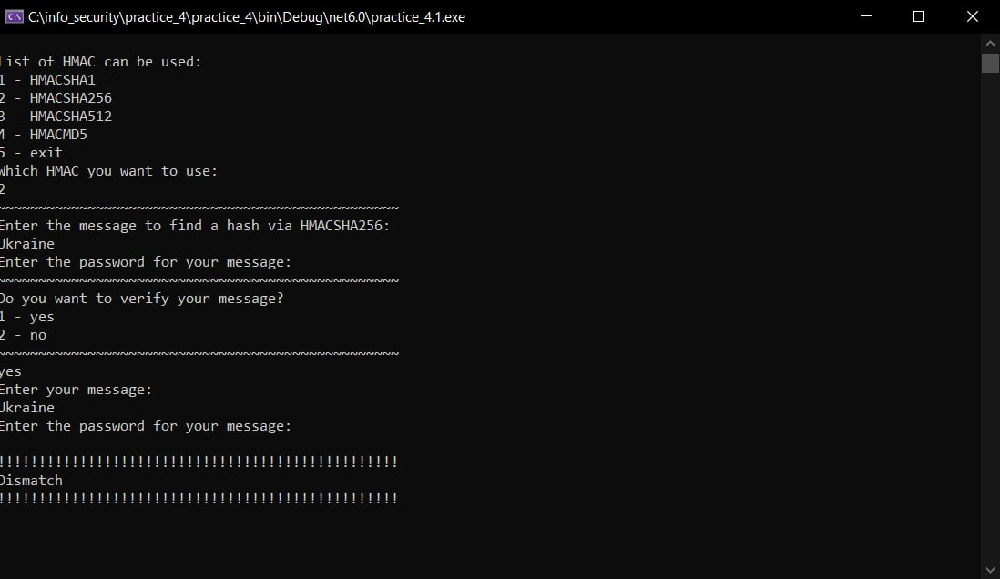 C:\info_security\practice_4\practice_4\bin\Debug\net6.0\practice_4.1.exe
List of HMAC can be used:
1 - HMACSHA1
2 - HMACSHA256
3 - HMACSHA512
4 - HMACMD5
5 - exit
Which HMAC you want to use:
2
~~~~~~~~~~~~~~~~~~~~~~~~~~~~~~~~~~~~~~~~~~~~~~~~~
Enter the message to find a hash via HMACSHA256:
Ukraine
Enter the password for your message:
~~~~~~~~~~~~~~~~~~~~~~~~~~~~~~~~~~~~~~~~~~~~~~~~~
Do you want to verify your message?
1 - yes
2 - no
~~~~~~~~~~~~~~~~~~~~~~~~~~~~~~~~~~~~~~~~~~~~~~~~~
yes
Enter your message:
Ukraine
Enter the password for your message:
!!!!!!!!!!!!!!!!!!!!!!!!!!!!!!!!!!!!!!!!!!!!!!!!!
Dismatch
!!!!!!!!!!!!!!!!!!!!!!!!!!!!!!!!!!!!!!!!!!!!!!!!!